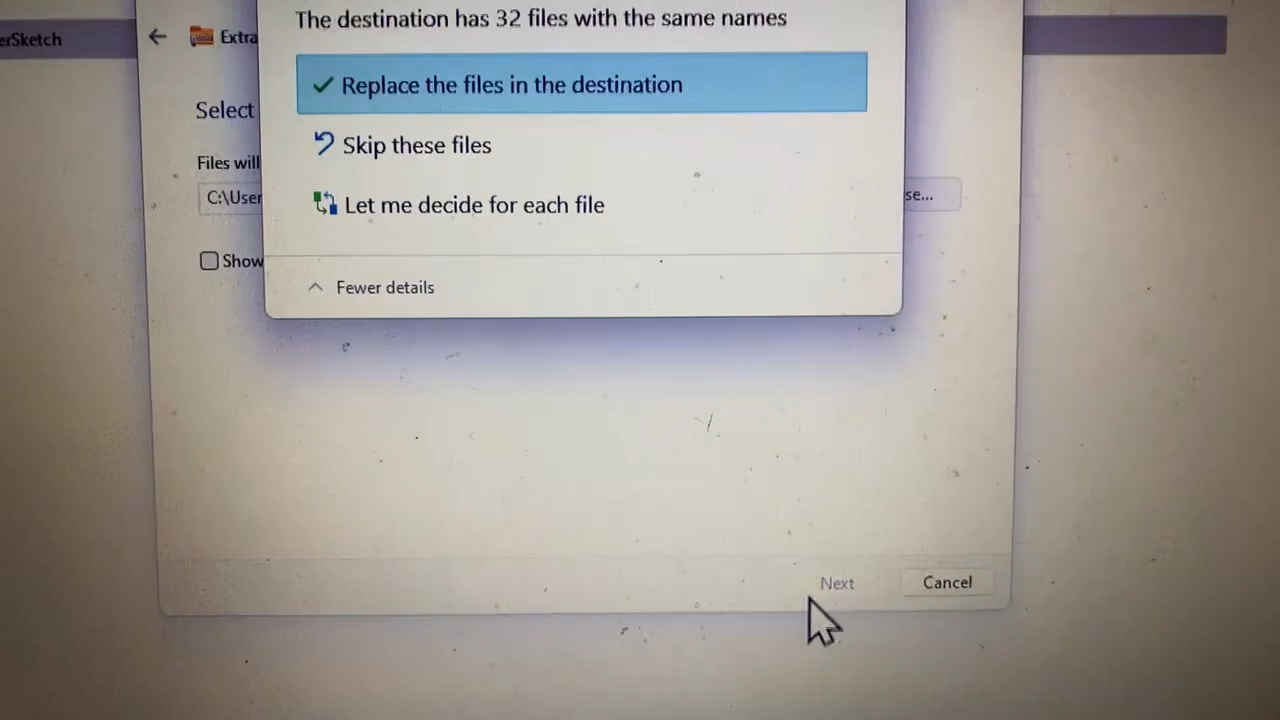 The destination has 32 files with the same names
erSketch
Extra
Replace the files in the destination
Select
Skip these files
Files will
C:\User
se...
Let me decide for each file
Show
Fewer details
Next
Cancel